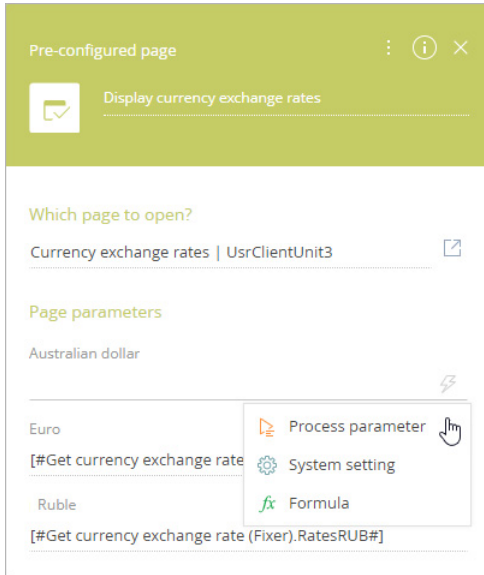 Pre-configured page
Display currency exchange rates
Which page to open?
Currency exchange rates | UsrClientUnit3
Page parameters
Australian dollar
Euro
[#Get currency exchange rate
Process parameter
System setting
fx Formula
Ruble
[#Get currency exchange rate (Fixer).RatesRUB#]